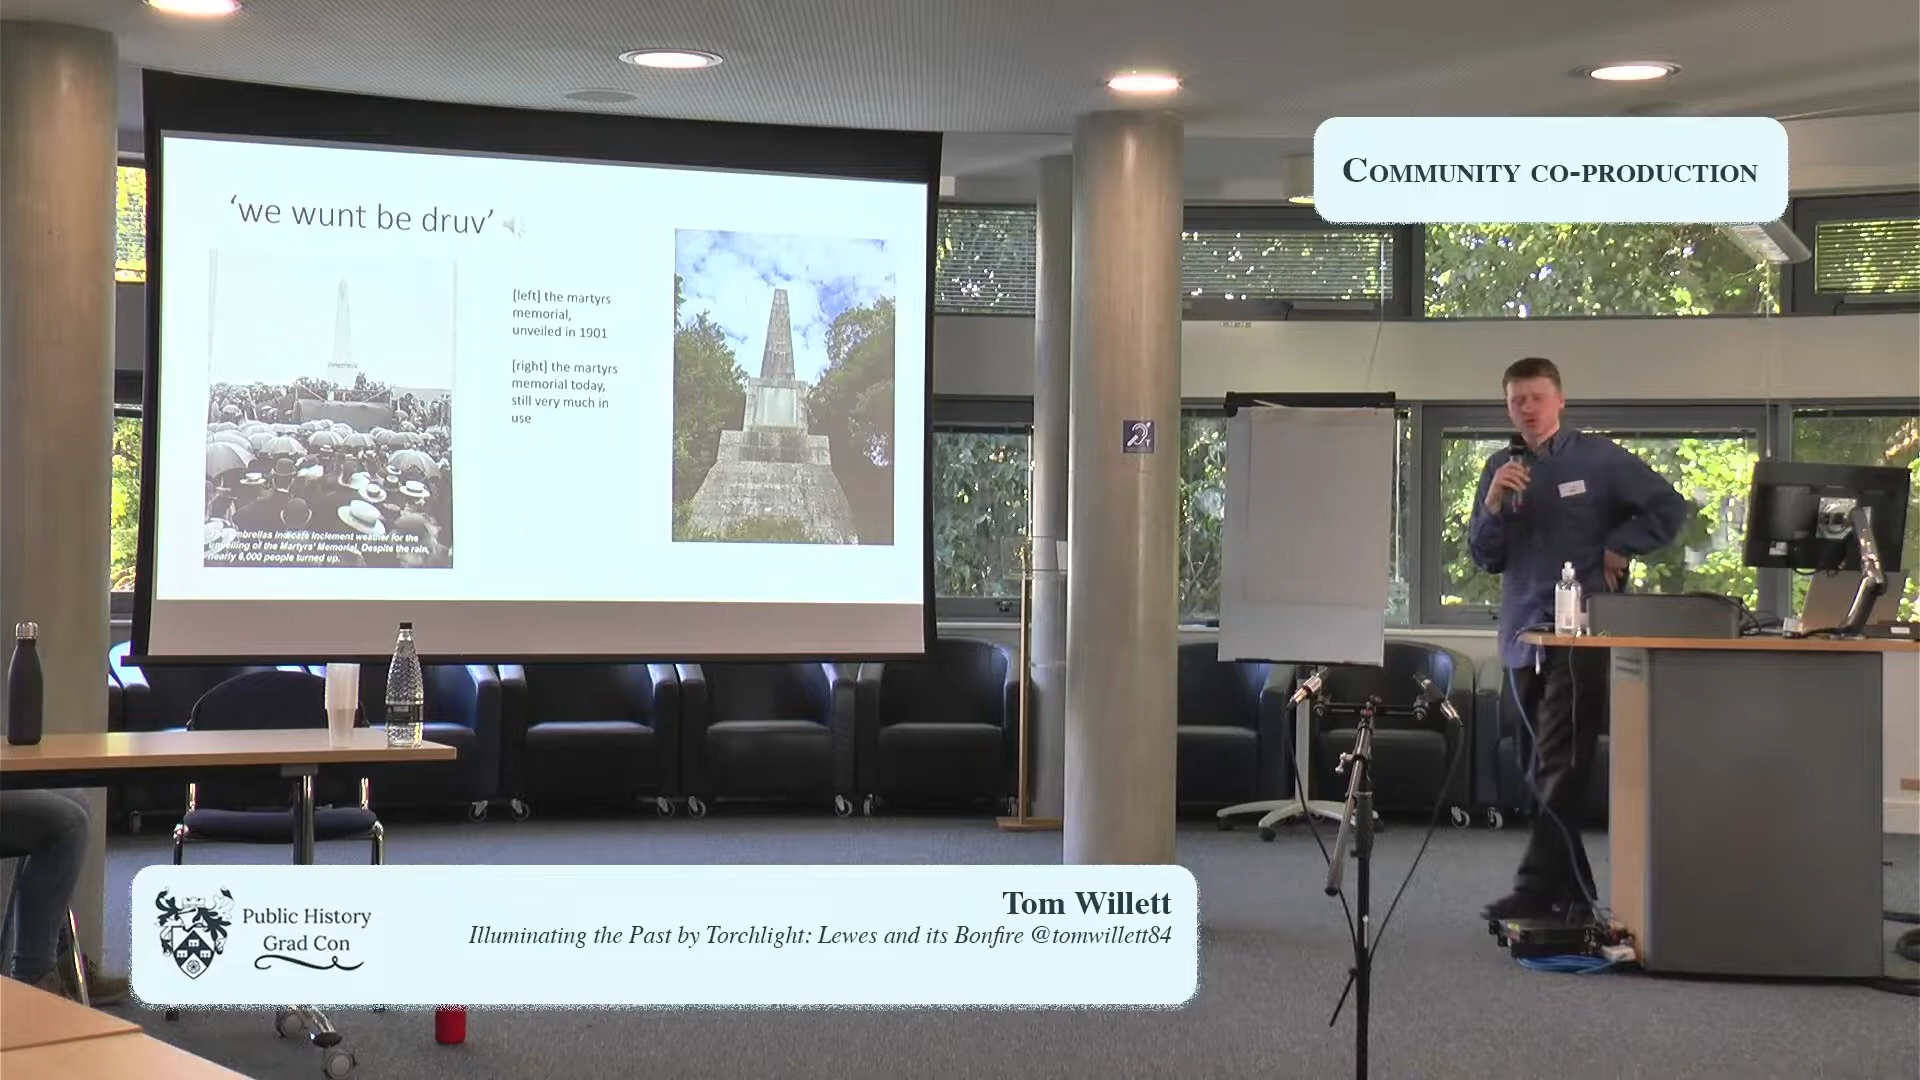 COMMUNITY CO-PRODUCTION
‘we wunt be druv’
[left] the martyrs
memorial,
unveiled in 1901
[right] the martyrs
memorial today,
still very much in
use
umbrellas indicate inclement weather for the
unveiling of the Martyrs' Memorial. Despite the rain,
nearly 6,000 people turned up.
T
Public History
Grad Con
Tom Willett
Illuminating the Past by Torchlight: Lewes and its Bonfire @tomwillett84